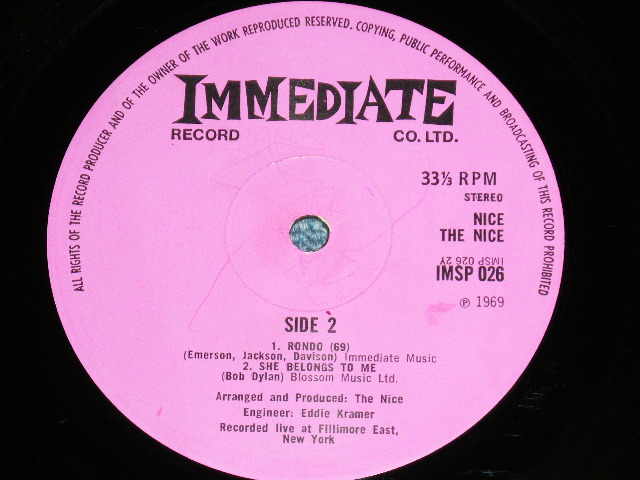 ALL RIGHTS OF THE RECORD PRODUCER AND OF THE OWNER OF THE WORK REPRODUCED RESERVED. COPYING, PUBLIC PERFORMANCE AND BROADCASTING OF THIS RECORD PROHIBITED
IMMEDIATE
RECORD CO. LTD.
33⅓ RPM
STEREO
NICE
THE NICE
IMSP 026 2Y
IMSP 026
℗ 1969
SIDE 2
1. RONDO (69)
(Emerson, Jackson, Davison) Immediate Music
2. SHE BELONGS TO ME
(Bob Dylan) Blossom Music Ltd.
Arranged and Produced: The Nice
Engineer: Eddie Kramer
Recorded live at Fillimore East,
New York